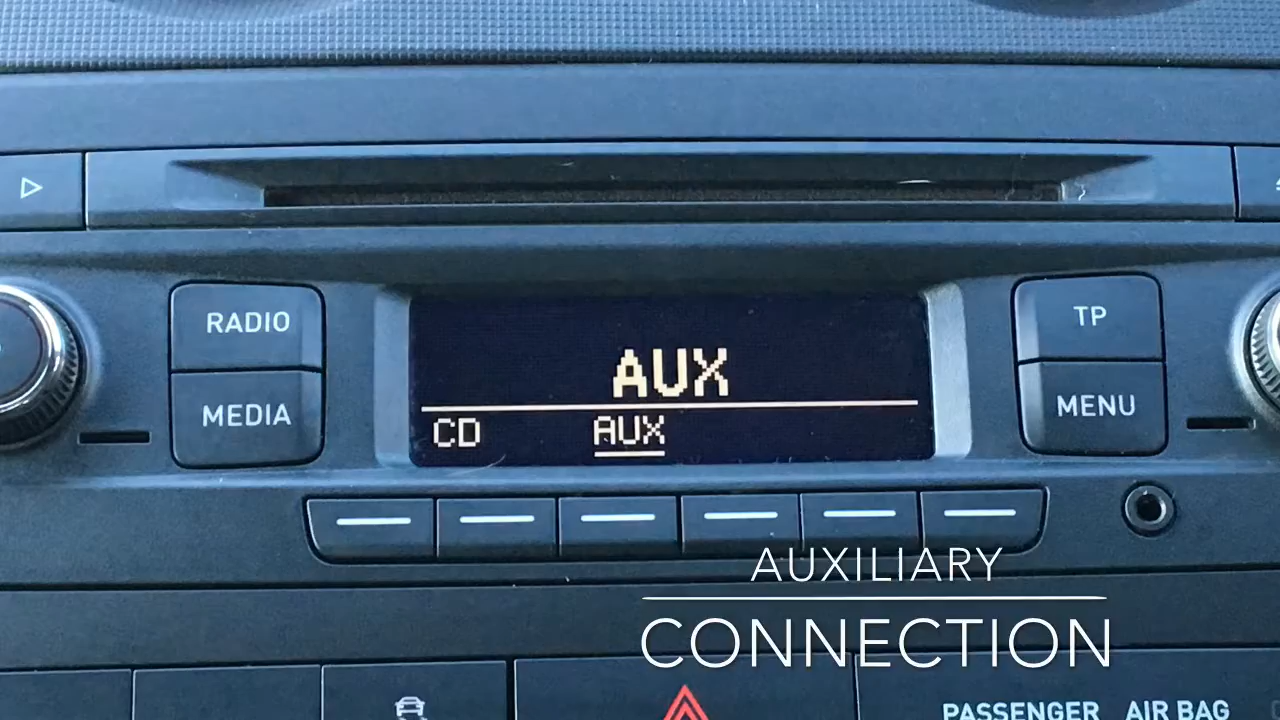 RADIO
MEDIA
AUX
CD AUX
TP
MENU
AUXILIARY
CONNECTION
PASSENGER AIR BAG